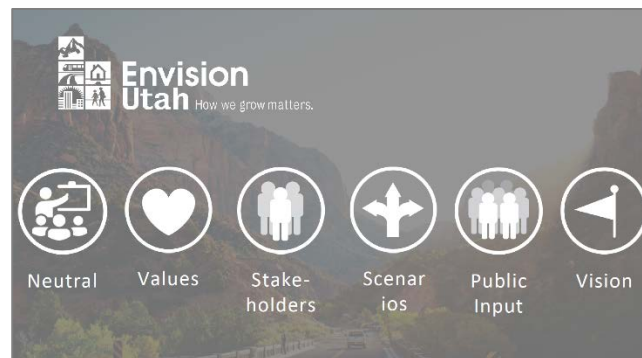 Envision
Utah How we grow matters.
Neutral
Values
Stake-
holders
Scenar
ios
Public
Input
Vision